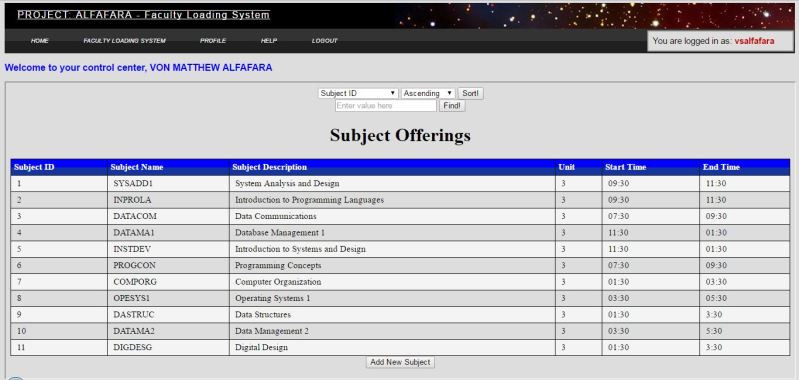 PROJECT: ALFAFARA - Faculty Loading System
HOME FACULTY LOADING SYSTEM PROFILE HELP LOGOUT You are logged in as: vsalfafara
Welcome to your control center, VON MATTHEW ALFAFARA
Subject ID Ascending Sort!
Enter value here Find!
Subject Offerings
Subject ID Subject Name Subject Description Unit Start Time End Time
1 SYSADD1 System Analysis and Design 3 09:30 11:30
2 INPROLA Introduction to Programming Languages 3 09:30 11:30
3 DATACOM Data Communications 3 07:30 09:30
4 DATAMA1 Database Management 1 3 11:30 01:30
5 INSTDEV Introduction to Systems and Design 3 11:30 01:30
6 PROGCON Programming Concepts 3 07:30 09:30
7 COMPORG Computer Organization 3 01:30 03:30
8 OPESYS1 Operating Systems 1 3 03:30 05:30
9 DASTRUC Data Structures 3 01:30 3:30
10 DATAMA2 Data Management 2 3 03:30 5:30
11 DIGDESG Digital Design 3 01:30 3:30
Add New Subject